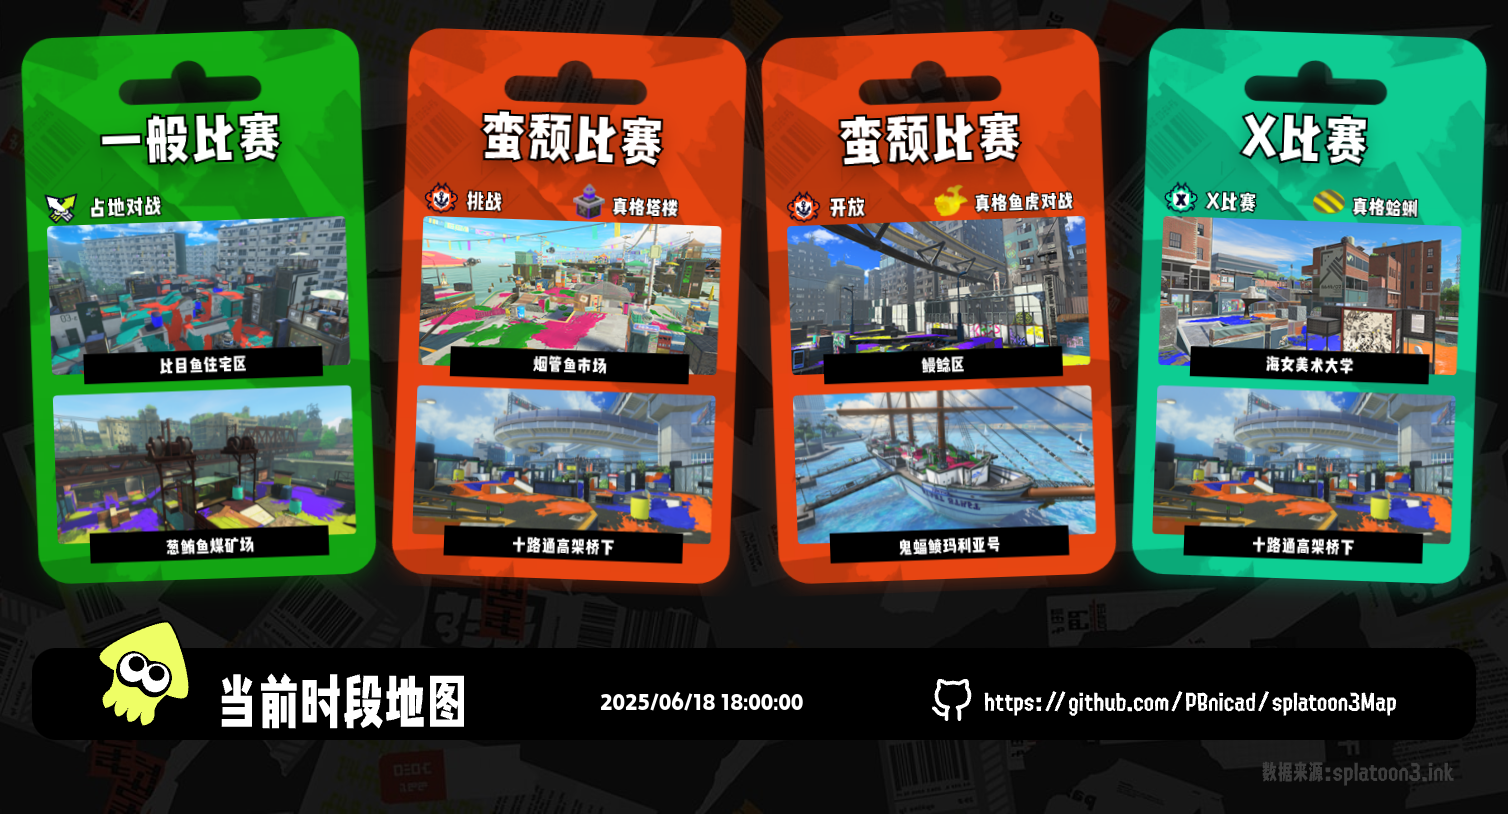 一般比赛
占地对战
比目鱼住宅区
葱鲔鱼煤矿场
蛮颓比赛
挑战
真格塔楼
烟管鱼市场
十路通高架桥下
蛮颓比赛
开放
真格鱼虎对战
鳗鲶区
鬼蝠鲼玛利亚号
X比赛
X比赛
真格蛤蜊
海女美术大学
十路通高架桥下
当前时段地图
2025/06/18 18:00:00
https://github.com/PBnicad/splatoon3Map
数据来源:splatoon3.ink